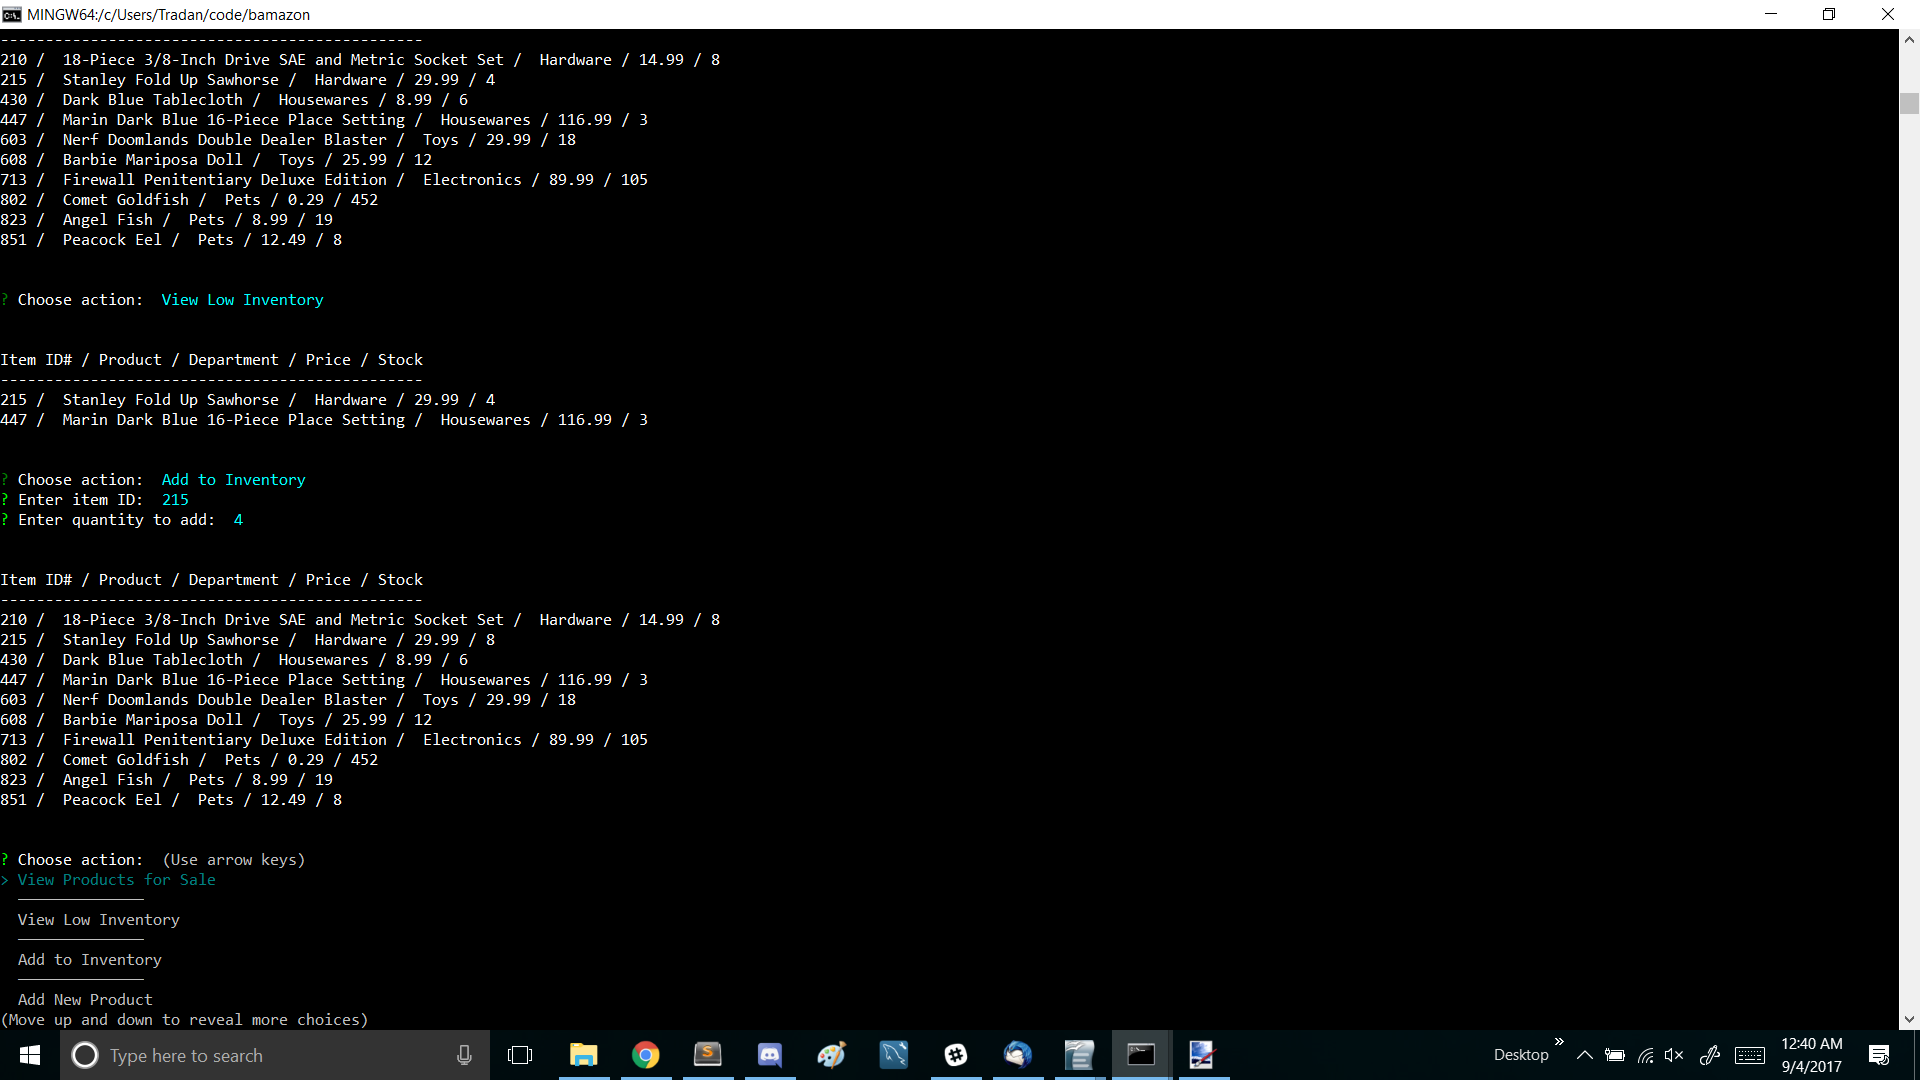 MINGW64:/c/Users/Tradan/code/bamazon
-----------------------------------------------
210 /  18-Piece 3/8-Inch Drive SAE and Metric Socket Set /  Hardware / 14.99 / 8
215 /  Stanley Fold Up Sawhorse /  Hardware / 29.99 / 4
430 /  Dark Blue Tablecloth /  Housewares / 8.99 / 6
447 /  Marin Dark Blue 16-Piece Place Setting /  Housewares / 116.99 / 3
603 /  Nerf Doomlands Double Dealer Blaster /  Toys / 29.99 / 18
608 /  Barbie Mariposa Doll /  Toys / 25.99 / 12
713 /  Firewall Penitentiary Deluxe Edition /  Electronics / 89.99 / 105
802 /  Comet Goldfish /  Pets / 0.29 / 452
823 /  Angel Fish /  Pets / 8.99 / 19
851 /  Peacock Eel /  Pets / 12.49 / 8
? Choose action:  View Low Inventory
Item ID# / Product / Department / Price / Stock
-----------------------------------------------
215 /  Stanley Fold Up Sawhorse /  Hardware / 29.99 / 4
447 /  Marin Dark Blue 16-Piece Place Setting /  Housewares / 116.99 / 3
? Choose action:  Add to Inventory
? Enter item ID:  215
? Enter quantity to add:  4
Item ID# / Product / Department / Price / Stock
-----------------------------------------------
210 /  18-Piece 3/8-Inch Drive SAE and Metric Socket Set /  Hardware / 14.99 / 8
215 /  Stanley Fold Up Sawhorse /  Hardware / 29.99 / 8
430 /  Dark Blue Tablecloth /  Housewares / 8.99 / 6
447 /  Marin Dark Blue 16-Piece Place Setting /  Housewares / 116.99 / 3
603 /  Nerf Doomlands Double Dealer Blaster /  Toys / 29.99 / 18
608 /  Barbie Mariposa Doll /  Toys / 25.99 / 12
713 /  Firewall Penitentiary Deluxe Edition /  Electronics / 89.99 / 105
802 /  Comet Goldfish /  Pets / 0.29 / 452
823 /  Angel Fish /  Pets / 8.99 / 19
851 /  Peacock Eel /  Pets / 12.49 / 8
? Choose action:  (Use arrow keys)
> View Products for Sale
──────────────
View Low Inventory
──────────────
Add to Inventory
──────────────
Add New Product
(Move up and down to reveal more choices)
Type here to search
Desktop »
12:40 AM
9/4/2017